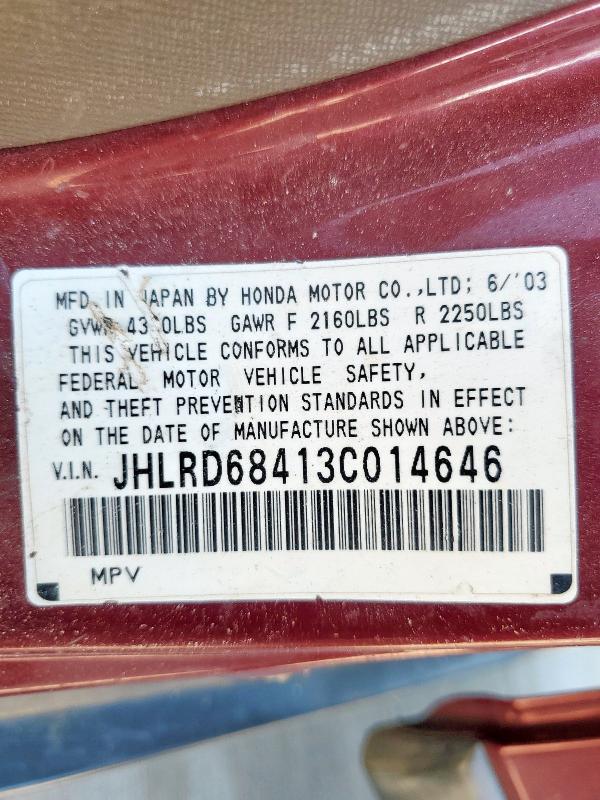 MFD. IN JAPAN BY HONDA MOTOR CO.,LTD; 6/'03
LBS GAWR F 2160LBS R 2250LBS
THIS VEHICLE CONFORMS TO ALL APPLICABLE
FEDERAL MOTOR VEHICLE SAFETY,
AND THEFT PREVENTION STANDARDS IN EFFECT
ON THE DATE OF MANUFACTURE SHOWN ABOVE:
V.I.N. JHLRD68413C014646
MPV